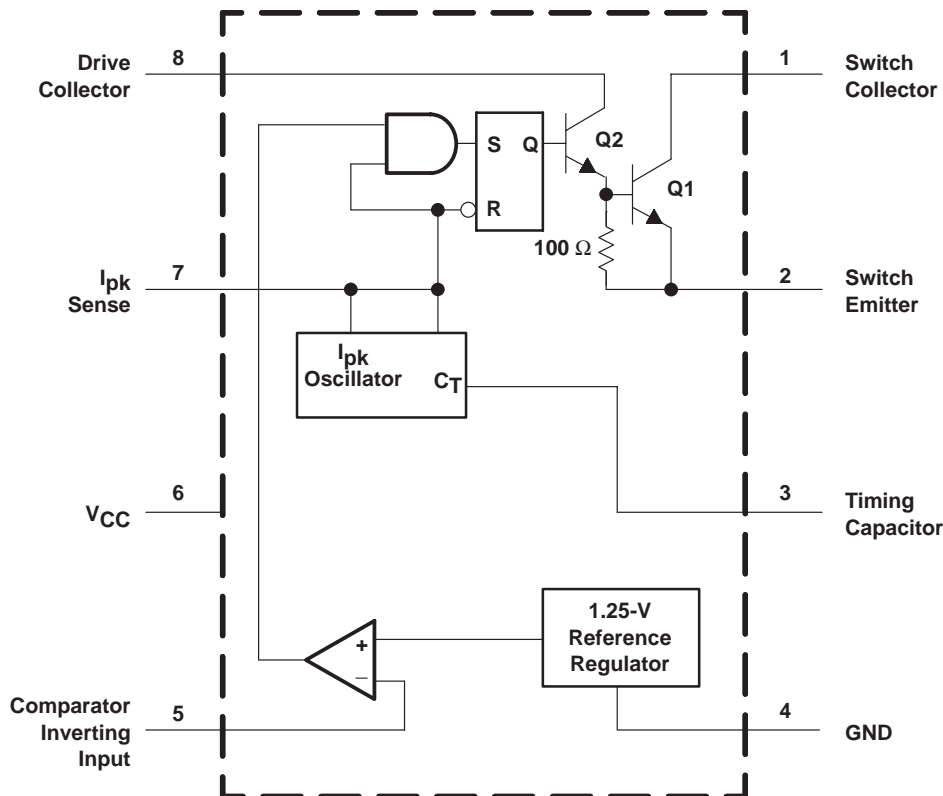 Drive
Collector
8
1
Switch
Collector
S
Q
Q2
Q1
R
100 Ω
Ipk
Sense
7
2
Switch
Emitter
Ipk
Oscillator
CT
VCC
6
3
Timing
Capacitor
1.25-V
Reference
Regulator
+
–
Comparator
Inverting
Input
5
4
GND